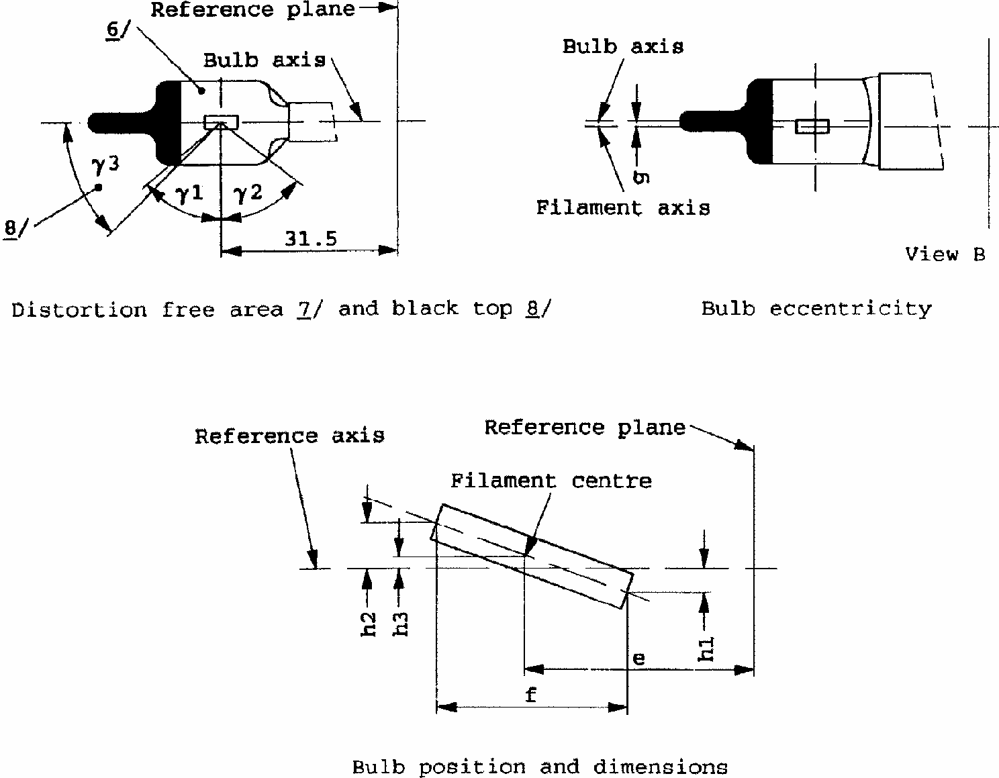 Reference plane
6/
Bulb axis
γ3
γ1 γ2
8/
31.5
Bulb axis
g
Filament axis
View B
Distortion free area 7/ and black top 8/
Bulb eccentricity
Reference axis
Reference plane
Filament centre
h2
h3
h1
e
f
Bulb position and dimensions